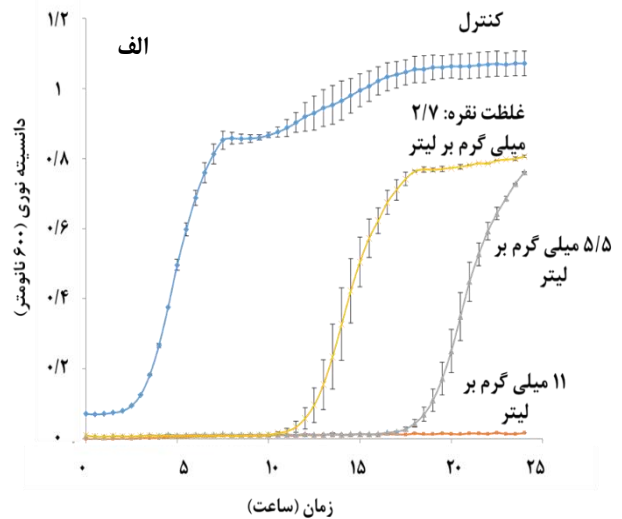 الف
کنترل
غلظت نقره: ۲/۷
میلی گرم بر لیتر
۵/۵ میلی گرم بر
لیتر
۱۱ میلی گرم بر
لیتر
دانسیته نوری (۶۰۰ نانومتر)
۱/۲
۱
۰/۸
۰/۶
۰/۴
۰/۲
۰
۰ ۵ ۱۰ ۱۵ ۲۰ ۲۵
زمان (ساعت)